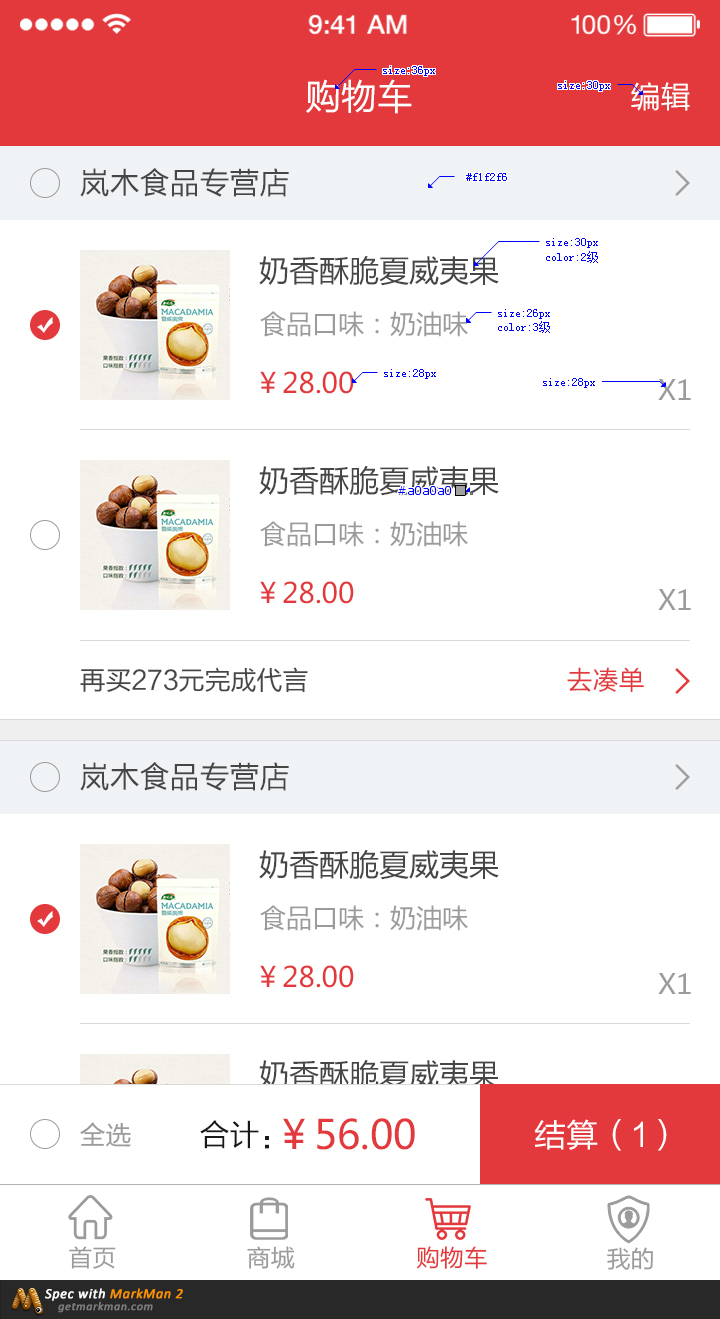 9:41 AM 100%
size:36px
购物车
size:30px
编辑
岚木食品专营店
#f1f2f6
奶香酥脆夏威夷果
size:30px
color:2级
食品口味：奶油味
size:26px
color:3级
¥ 28.00
size:28px
size:28px
X1
MACADAMIA
奶香酥脆夏威夷果
#a0a0a0
食品口味：奶油味
¥ 28.00
X1
MACADAMIA
再买273元完成代言
去凑单
岚木食品专营店
奶香酥脆夏威夷果
食品口味：奶油味
¥ 28.00
X1
MACADAMIA
奶香酥脆夏威夷果
全选
合计：¥ 56.00
结算（1）
首页
商城
购物车
我的
Spec with MarkMan 2
getmarkman.com